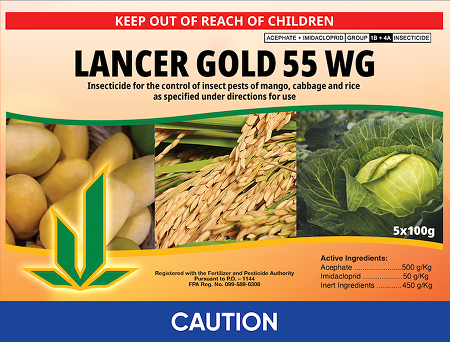 KEEP OUT OF REACH OF CHILDREN
ACEPHATE + IMIDACLOPRID GROUP 1B + 4A INSECTICIDE
LANCER GOLD 55 WG
Insecticide for the control of insect pests of mango, cabbage and rice
as specified under directions for use
5x100g
Registered with the Fertilizer and Pesticide Authority
Pursuant to P.D. – 1144
FPA Reg. No. 099-589-6306
Active Ingredients:
Acephate ........................500 g/Kg
Imidacloprid .................... 50 g/Kg
Inert Ingredients ............. 450 g/Kg
CAUTION